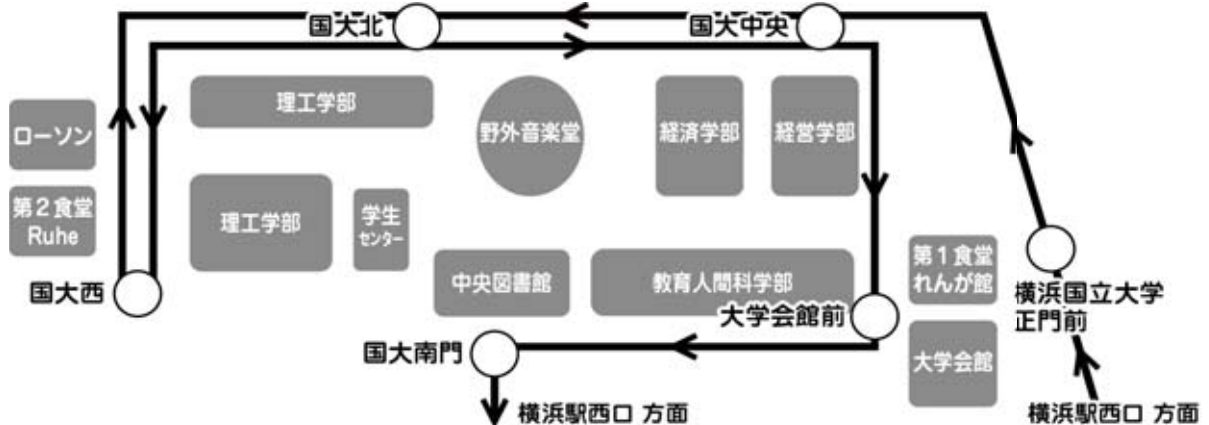 国大北
国大中央
理工学部
ローソン
野外音楽堂
経済学部
経営学部
第2食堂
Ruhe
理工学部
学生
センター
国大西
中央図書館
教育人間科学部
第1食堂
れんが館
横浜国立大学
正門前
大学会館前
国大南門
大学会館
横浜駅西口 方面
横浜駅西口 方面